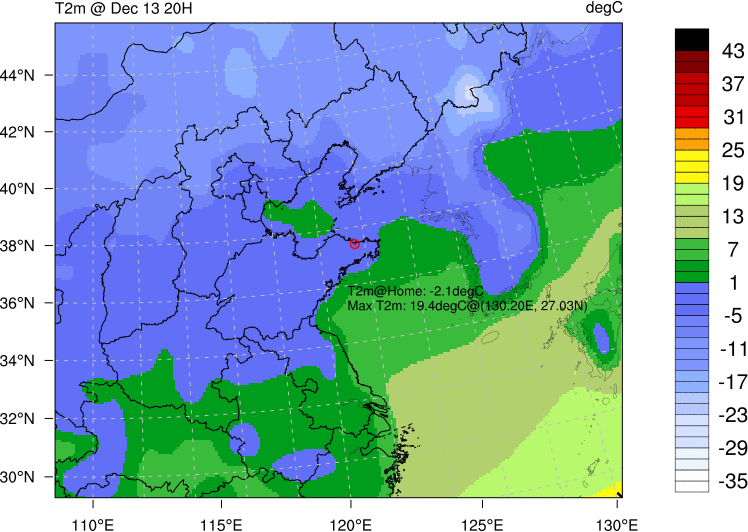 T2m @ Dec 13 20H
degC
44°N
42°N
40°N
38°N
36°N
34°N
32°N
30°N
110°E
115°E
120°E
125°E
130°E
T2m@Home: -2.1degC
Max T2m: 19.4degC@(130.20E, 27.03N)
43
37
31
25
19
13
7
1
-5
-11
-17
-23
-29
-35